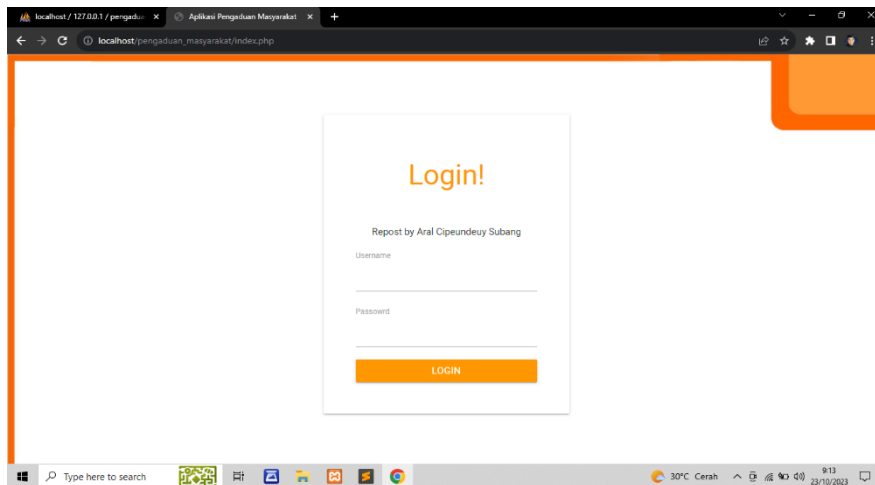 localhost / 127.0.0.1 / pengadua
Aplikasi Pengaduan Masyarakat
localhost/pengaduan_masyarakat/index.php
Login!
Repost by Aral Cipeundeuy Subang
Username
Passowrd
LOGIN
Type here to search
30°C Cerah
9:13
23/10/2023